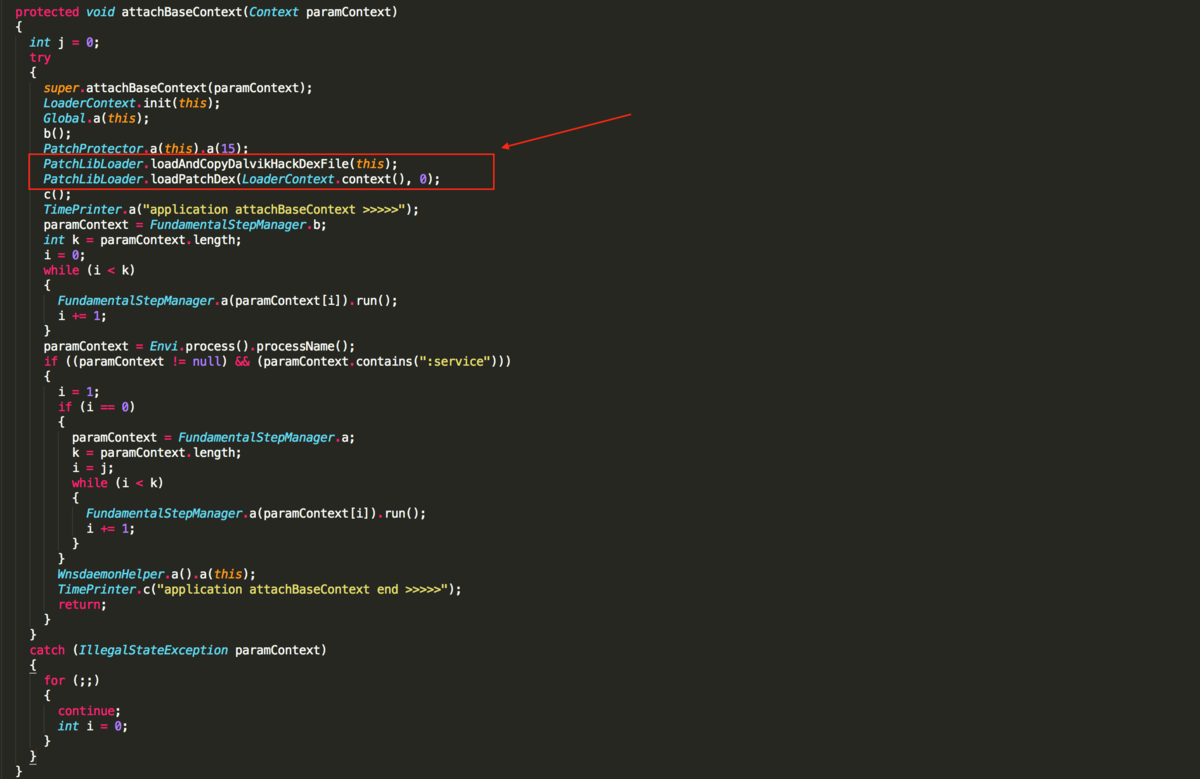 protected void attachBaseContext(Context paramContext)
{
  int j = 0;
  try
  {
    super.attachBaseContext(paramContext);
    LoaderContext.init(this);
    Global.a(this);
    b();
    PatchProtector.a(this).a(15);
    PatchLibLoader.loadAndCopyDalvikHackDexFile(this);
    PatchLibLoader.loadPatchDex(LoaderContext.context(), 0);
    c();
    TimePrinter.a("application attachBaseContext >>>>>");
    paramContext = FundamentalStepManager.b;
    int k = paramContext.length;
    i = 0;
    while (i < k)
    {
      FundamentalStepManager.a(paramContext[i]).run();
      i += 1;
    }
    paramContext = Envi.process().processName();
    if ((paramContext != null) && (paramContext.contains(":service")))
    {
      i = 1;
      if (i == 0)
      {
        paramContext = FundamentalStepManager.a;
        k = paramContext.length;
        i = j;
        while (i < k)
        {
          FundamentalStepManager.a(paramContext[i]).run();
          i += 1;
        }
      }
      WnsdaemonHelper.a().a(this);
      TimePrinter.c("application attachBaseContext end >>>>>");
      return;
    }
  }
  catch (IllegalStateException paramContext)
  {
    for (;;)
    {
      continue;
      int i = 0;
    }
  }
}